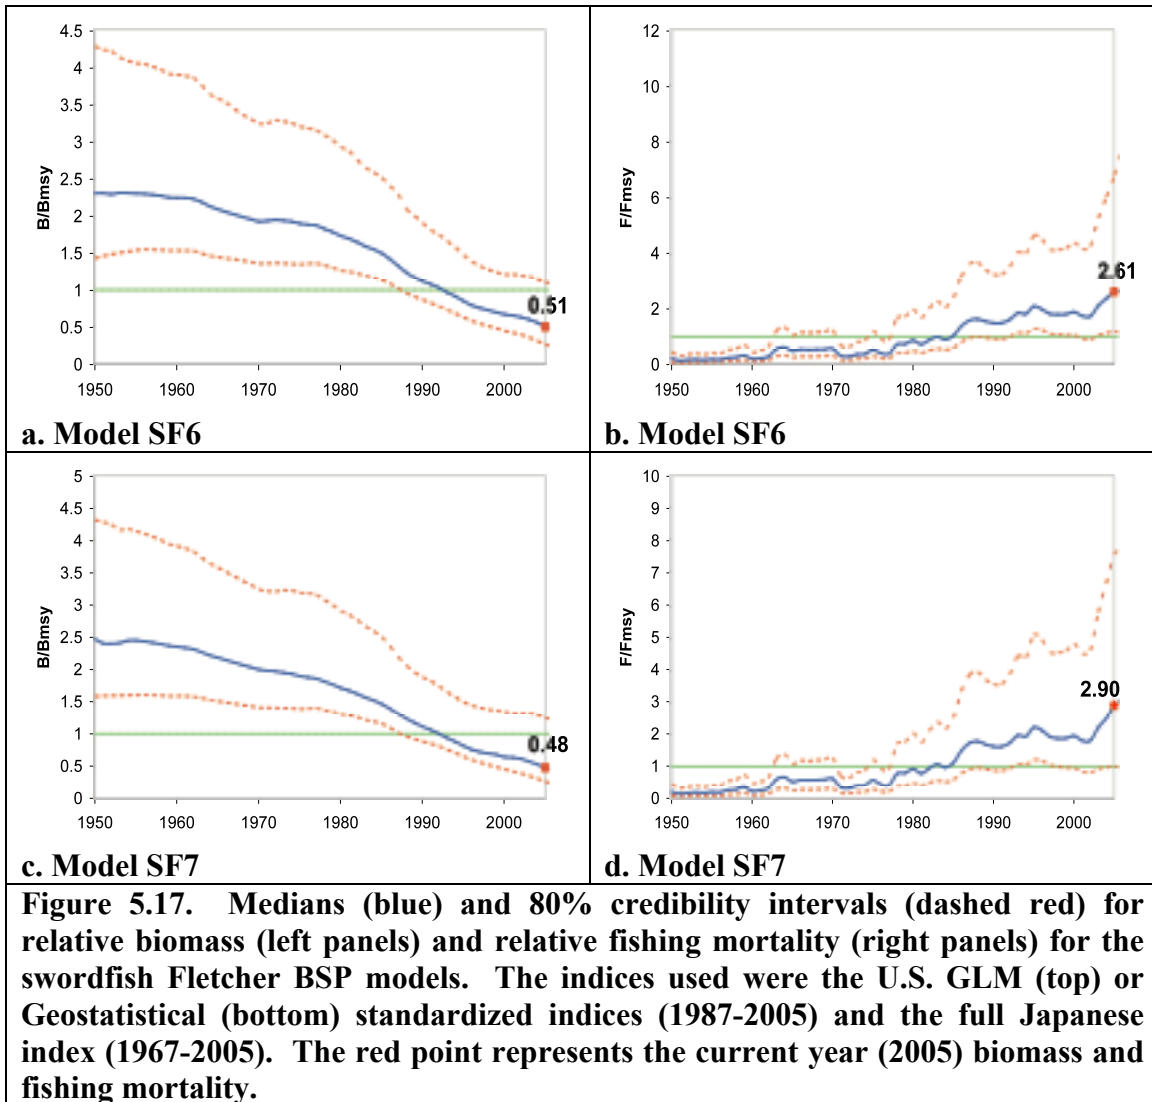 4.5
4
3.5
3
2.5
2
1.5
1
0.5
0
B/Bmsy
0.51
1950 1960 1970 1980 1990 2000
a. Model SF6
12
10
8
6
4
2
0
F/Fmsy
2.61
1950 1960 1970 1980 1990 2000
b. Model SF6
5
4.5
4
3.5
3
2.5
2
1.5
1
0.5
0
B/Bmsy
0.48
1950 1960 1970 1980 1990 2000
c. Model SF7
10
9
8
7
6
5
4
3
2
1
0
F/Fmsy
2.90
1950 1960 1970 1980 1990 2000
d. Model SF7
Figure 5.17. Medians (blue) and 80% credibility intervals (dashed red) for
relative biomass (left panels) and relative fishing mortality (right panels) for the
swordfish Fletcher BSP models. The indices used were the U.S. GLM (top) or
Geostatistical (bottom) standardized indices (1987-2005) and the full Japanese
index (1967-2005). The red point represents the current year (2005) biomass and
fishing mortality.